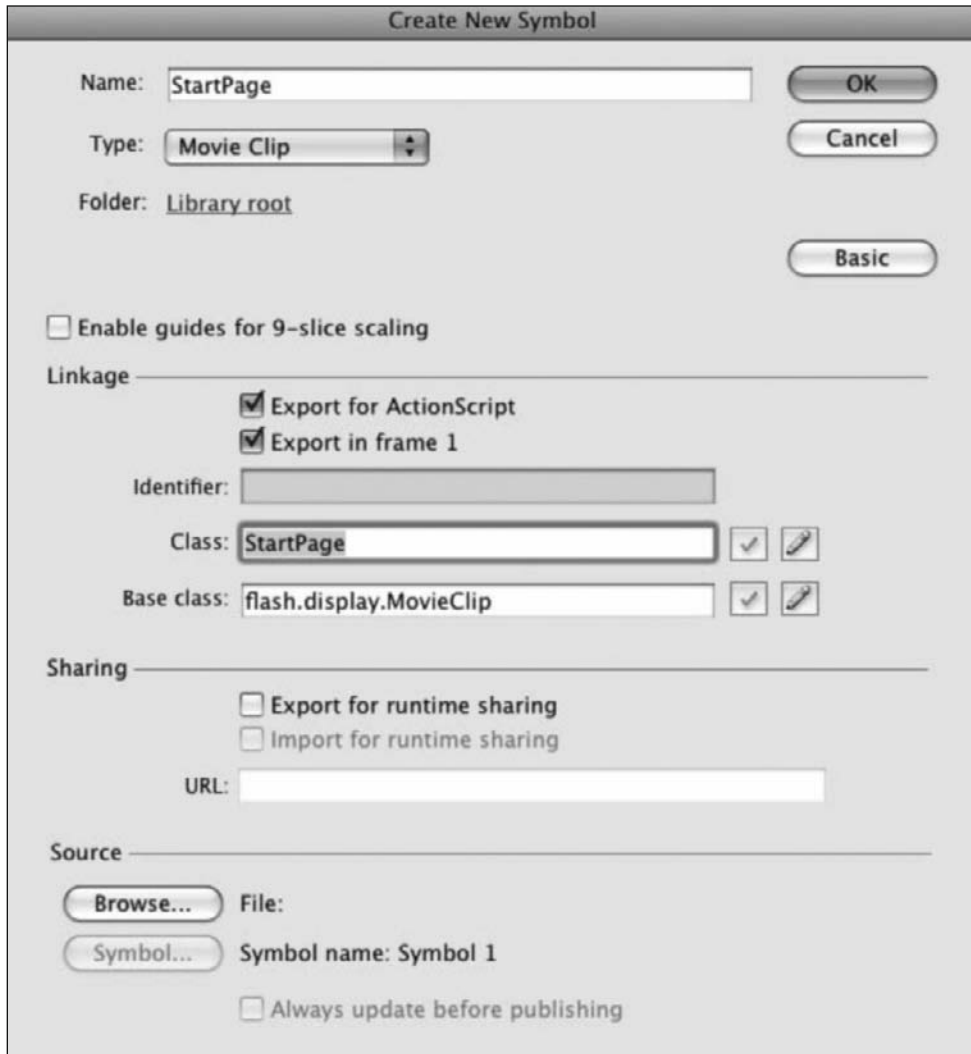 Create New Symbol
Name: StartPage
OK
Type: Movie Clip
Cancel
Folder: Library root
Basic
Enable guides for 9-slice scaling
Linkage
Export for ActionScript
Export in frame 1
Identifier:
Class: StartPage
Base class: flash.display.MovieClip
Sharing
Export for runtime sharing
Import for runtime sharing
URL:
Source
Browse... File:
Symbol... Symbol name: Symbol 1
Always update before publishing